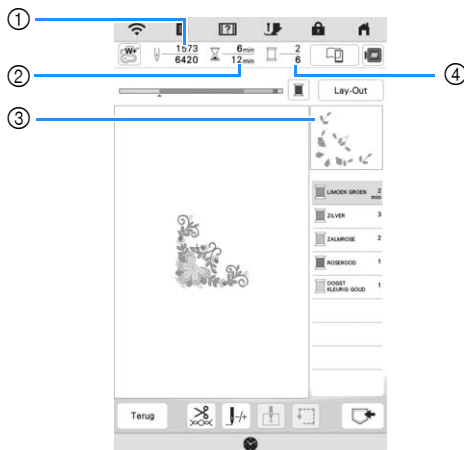 ①
W+ 1573 6min 2
6420 12min 6
②
④
Lay-Out
③
LIMOEN GROEN 2 min
ZILVER 3
ZALMROSE 2
ROSEROOD 1
OOGST
KLEURIG GOUD 1
Terug
-/+